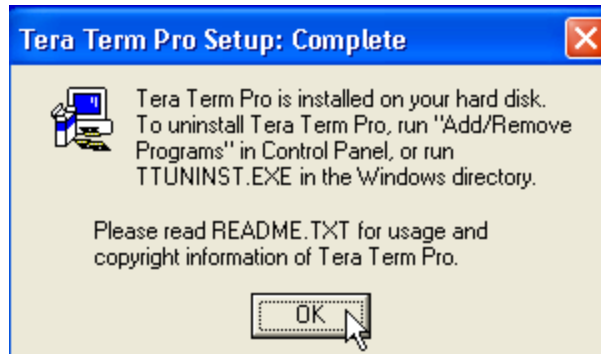 Tera Term Pro Setup: Complete
Tera Term Pro is installed on your hard disk.
To uninstall Tera Term Pro, run "Add/Remove
Programs" in Control Panel, or run
TTUNINST.EXE in the Windows directory.
Please read README.TXT for usage and
copyright information of Tera Term Pro.
OK